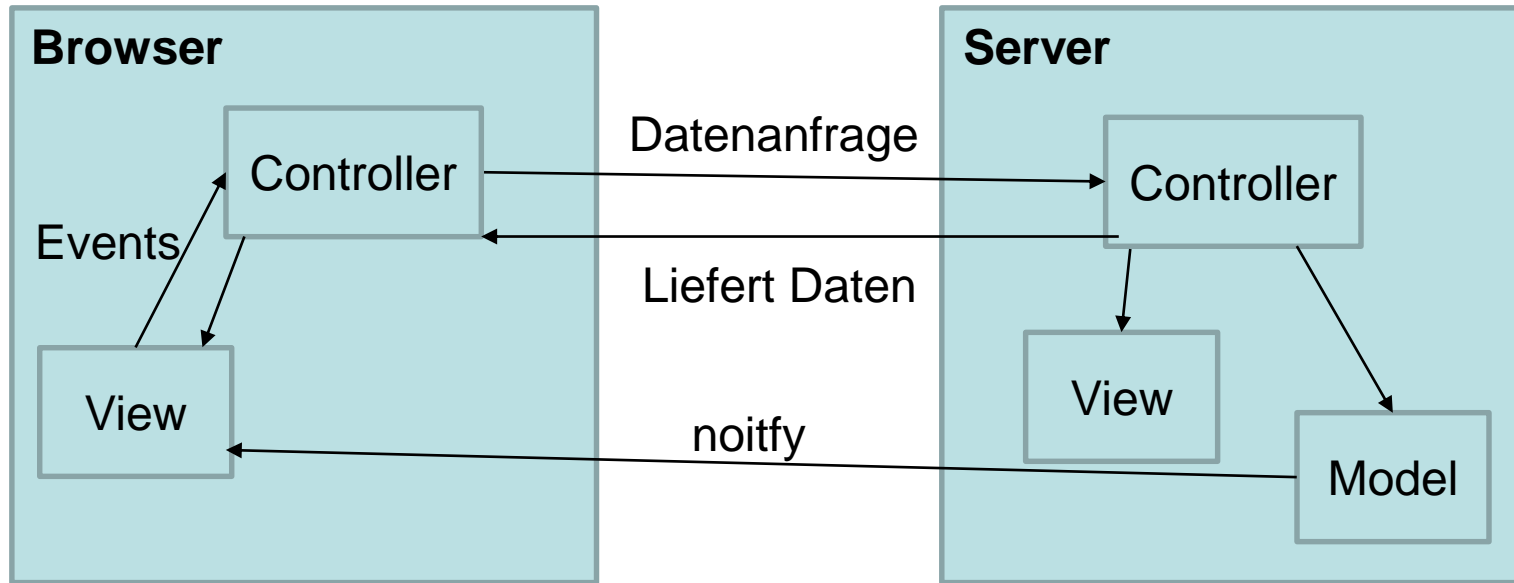 Browser
Server
Controller
Datenanfrage
Controller
Events
Liefert Daten
View
View
noitfy
Model